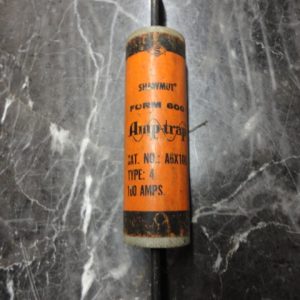 SHAWMUT®
FORM 600
Amp-trap
CAT. NO.: A6X100
TYPE: 4
100 AMPS.